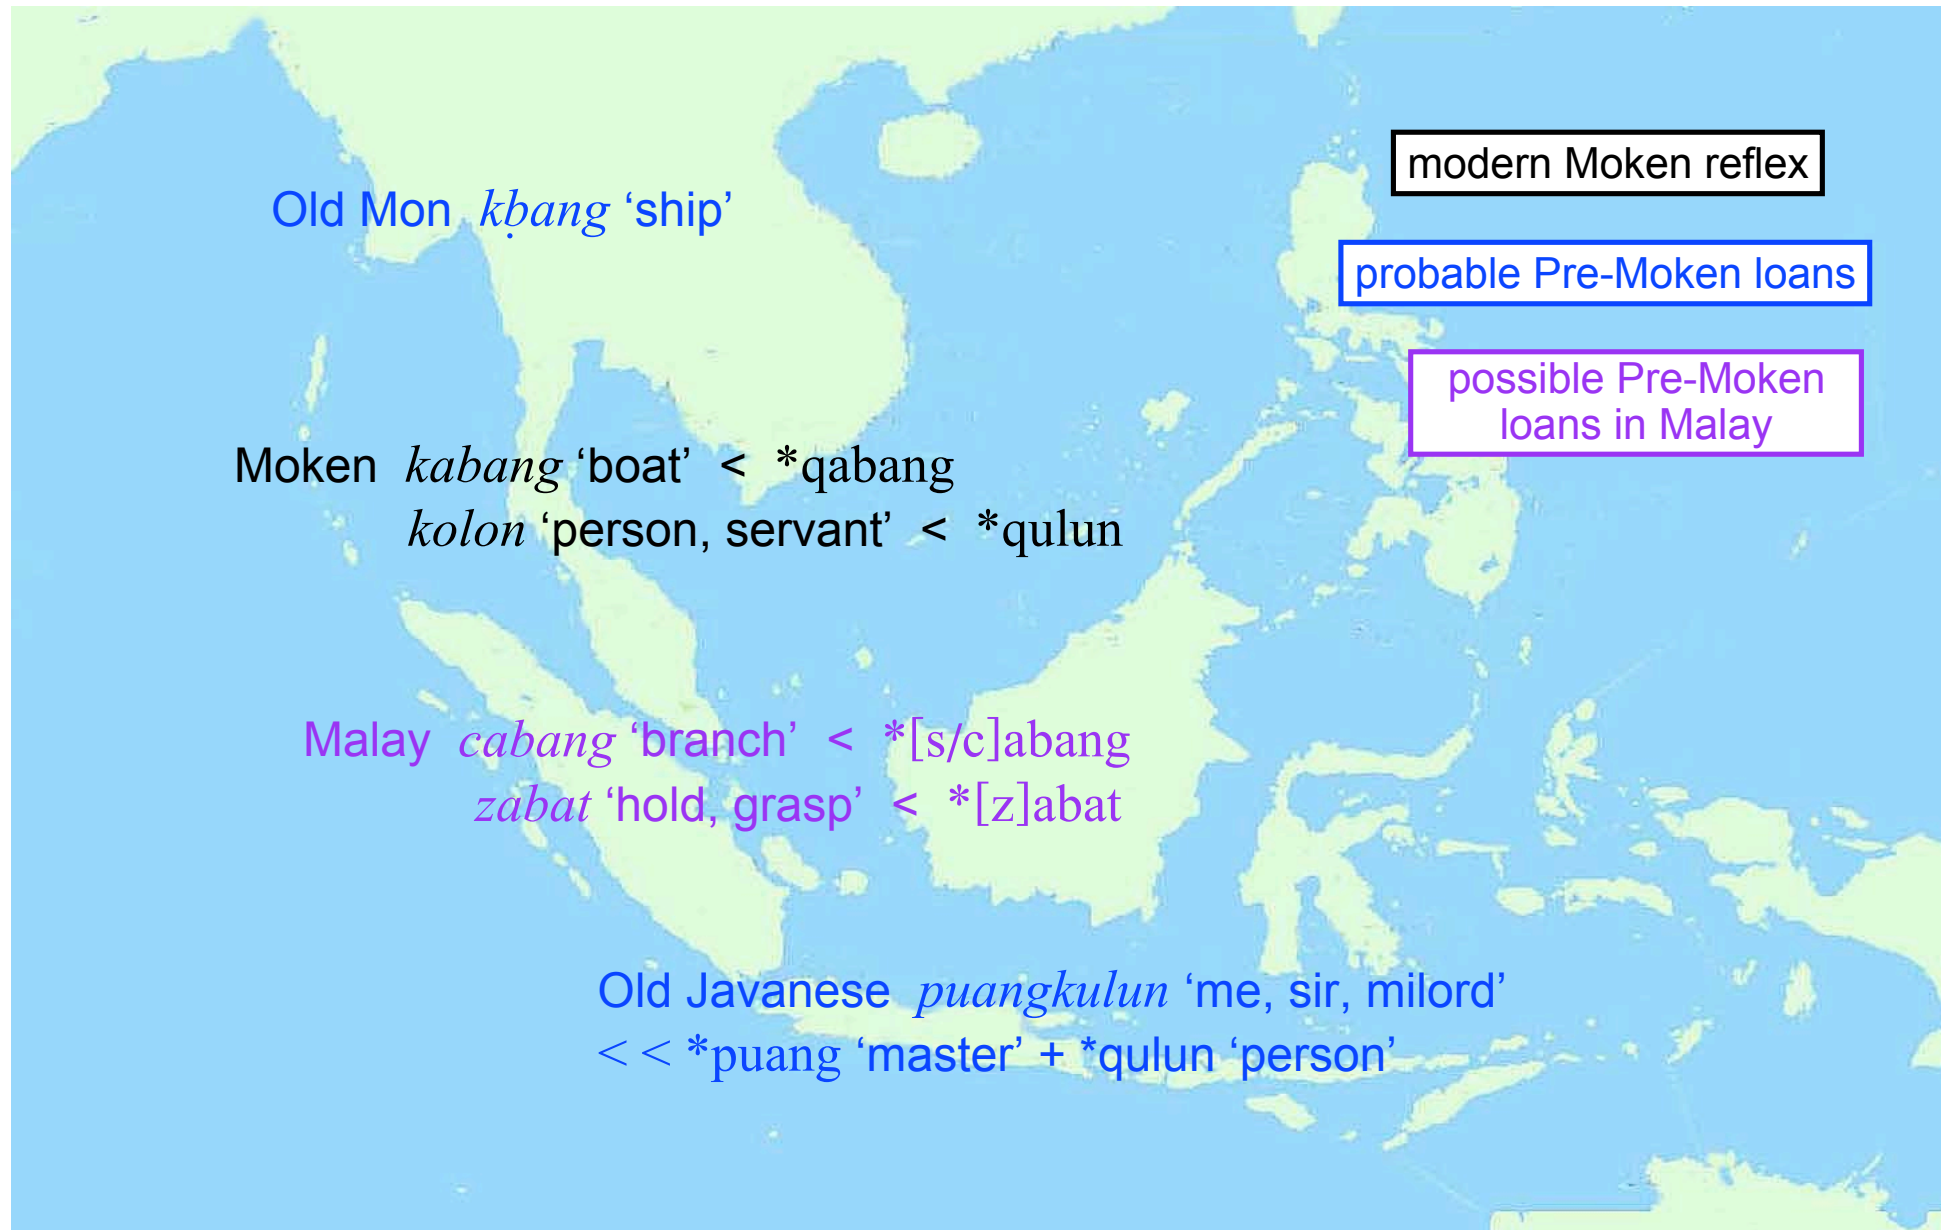 modern Moken reflex
Old Mon kḅang ‘ship’
probable Pre-Moken loans
possible Pre-Moken
loans in Malay
Moken kabang ‘boat’ < *qabang
kolon ‘person, servant’ < *qulun
Malay cabang ‘branch’ < *[s/c]abang
zabat ‘hold, grasp’ < *[z]abat
Old Javanese puangkulun ‘me, sir, milord’
< < *puang ‘master’ + *qulun ‘person’